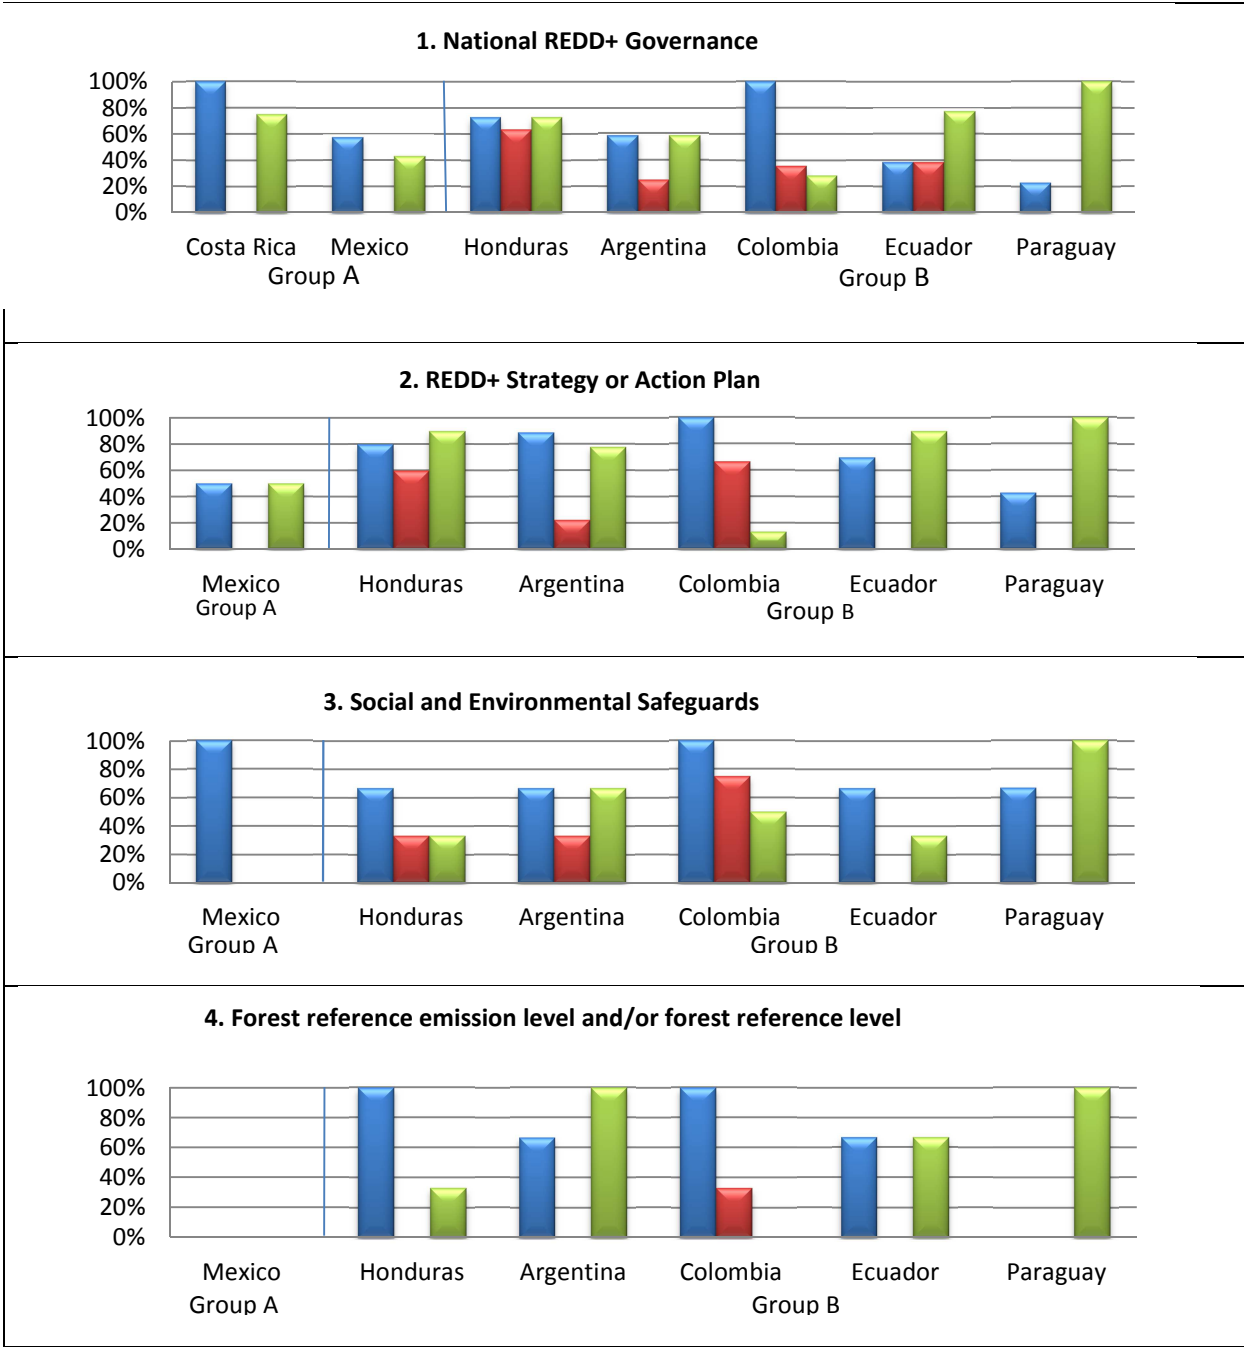 1. National REDD+ Governance
100%
80%
60%
40%
20%
0%
Costa Rica Mexico Honduras Argentina Colombia Ecuador Paraguay
Group A Group B
2. REDD+ Strategy or Action Plan
100%
80%
60%
40%
20%
0%
Mexico Honduras Argentina Colombia Ecuador Paraguay
Group A Group B
3. Social and Environmental Safeguards
100%
80%
60%
40%
20%
0%
Mexico Honduras Argentina Colombia Ecuador Paraguay
Group A Group B
4. Forest reference emission level and/or forest reference level
100%
80%
60%
40%
20%
0%
Mexico Honduras Argentina Colombia Ecuador Paraguay
Group A Group B